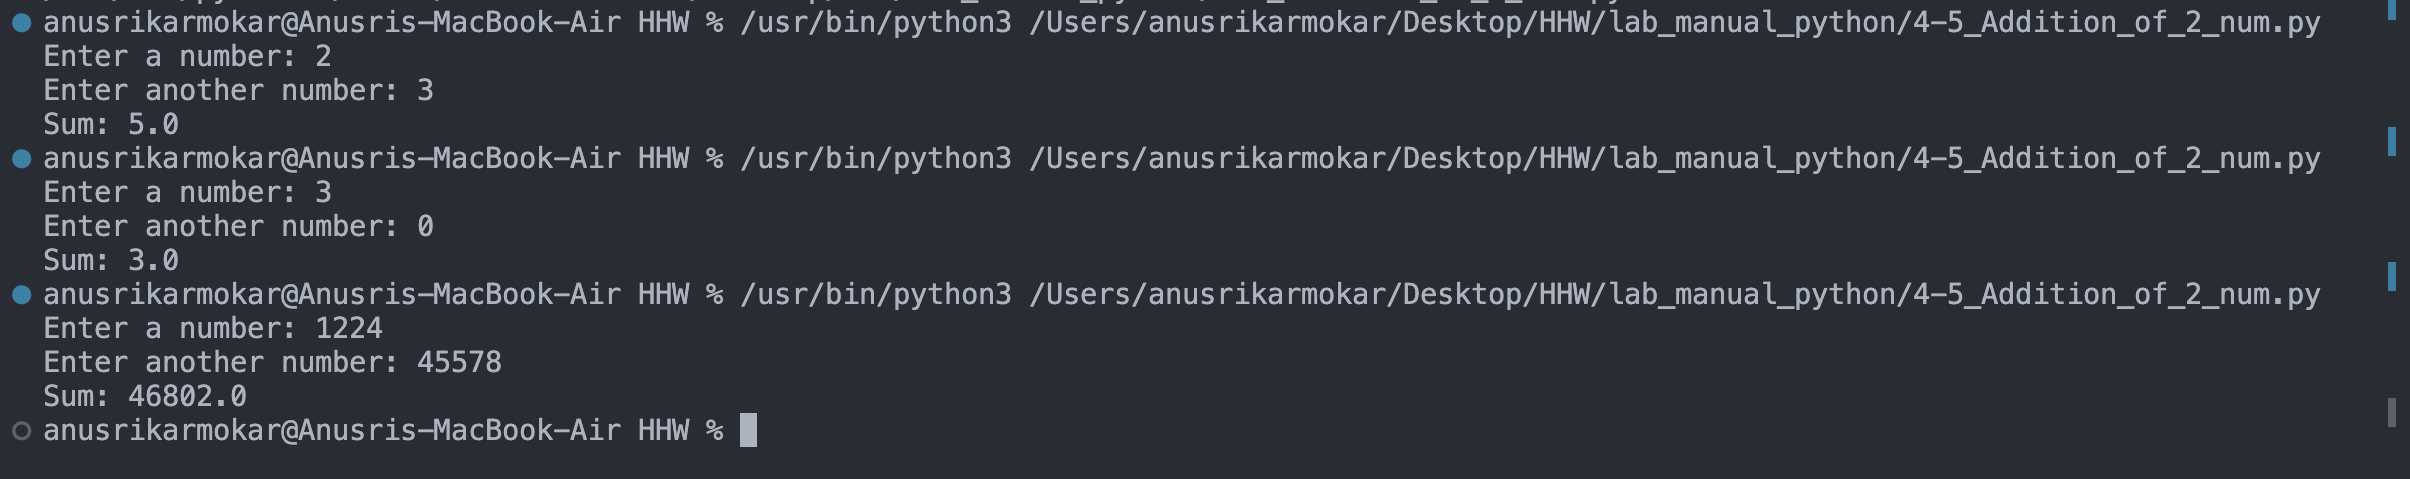 anusrikarmokar@Anusris-MacBook-Air HHW % /usr/bin/python3 /Users/anusrikarmokar/Desktop/HHW/lab_manual_python/4-5_Addition_of_2_num.py
Enter a number: 2
Enter another number: 3
Sum: 5.0
anusrikarmokar@Anusris-MacBook-Air HHW % /usr/bin/python3 /Users/anusrikarmokar/Desktop/HHW/lab_manual_python/4-5_Addition_of_2_num.py
Enter a number: 3
Enter another number: 0
Sum: 3.0
anusrikarmokar@Anusris-MacBook-Air HHW % /usr/bin/python3 /Users/anusrikarmokar/Desktop/HHW/lab_manual_python/4-5_Addition_of_2_num.py
Enter a number: 1224
Enter another number: 45578
Sum: 46802.0
anusrikarmokar@Anusris-MacBook-Air HHW %